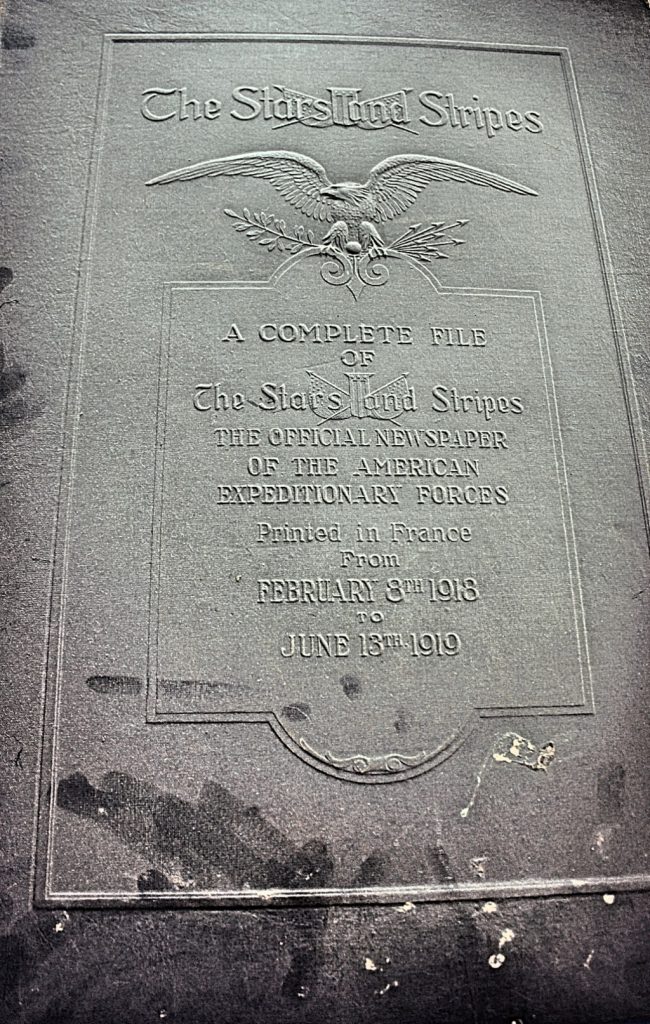 The Stars and Stripes
A COMPLETE FILE
OF
The Stars and Stripes
THE OFFICIAL NEWSPAPER
OF THE AMERICAN
EXPEDITIONARY FORCES
Printed in France
From
FEBRUARY 8TH 1918
TO
JUNE 13TH 1919